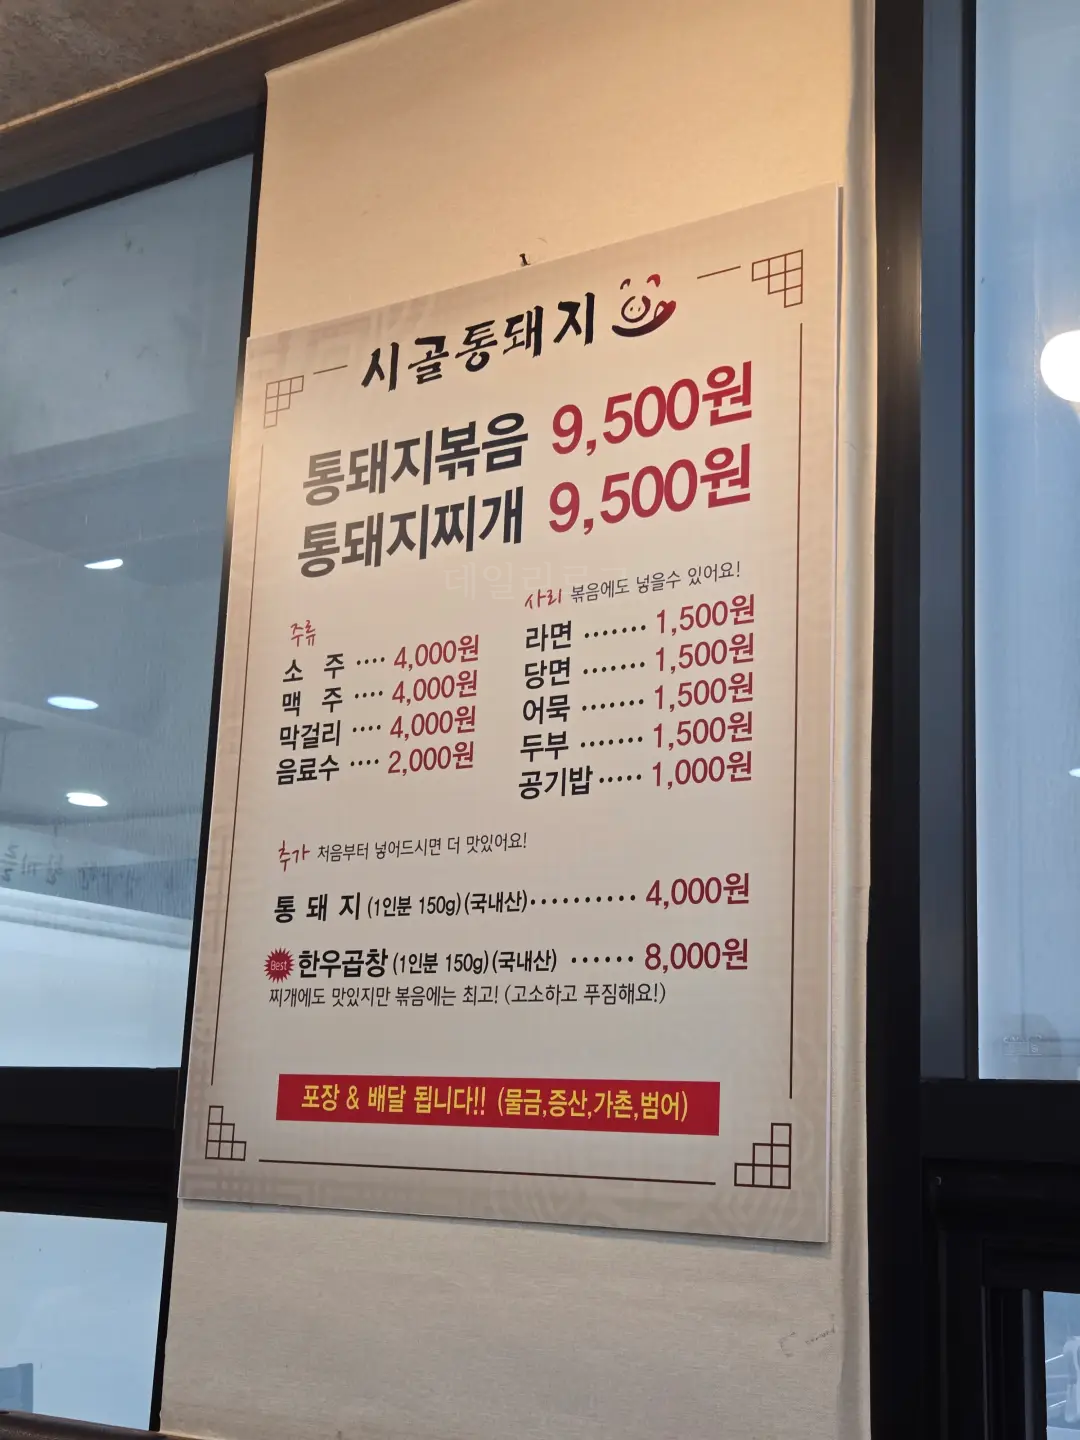 시골통돼지
통돼지볶음 9,500원
통돼지찌개 9,500원
주류
소 주 ···· 4,000원
맥 주 ···· 4,000원
막걸리 ···· 4,000원
음료수 ···· 2,000원
사리 볶음에도 넣을수 있어요!
라면 ······· 1,500원
당면 ······· 1,500원
어묵 ······· 1,500원
두부 ······· 1,500원
공기밥 ····· 1,000원
추가 처음부터 넣어드시면 더 맛있어요!
통 돼 지 (1인분 150g) (국내산) ·········· 4,000원
Best 한우곱창 (1인분 150g) (국내산) ······ 8,000원
찌개에도 맛있지만 볶음에는 최고! (고소하고 푸짐해요!)
포장 & 배달 됩니다!! (물금,증산,가촌,범어)